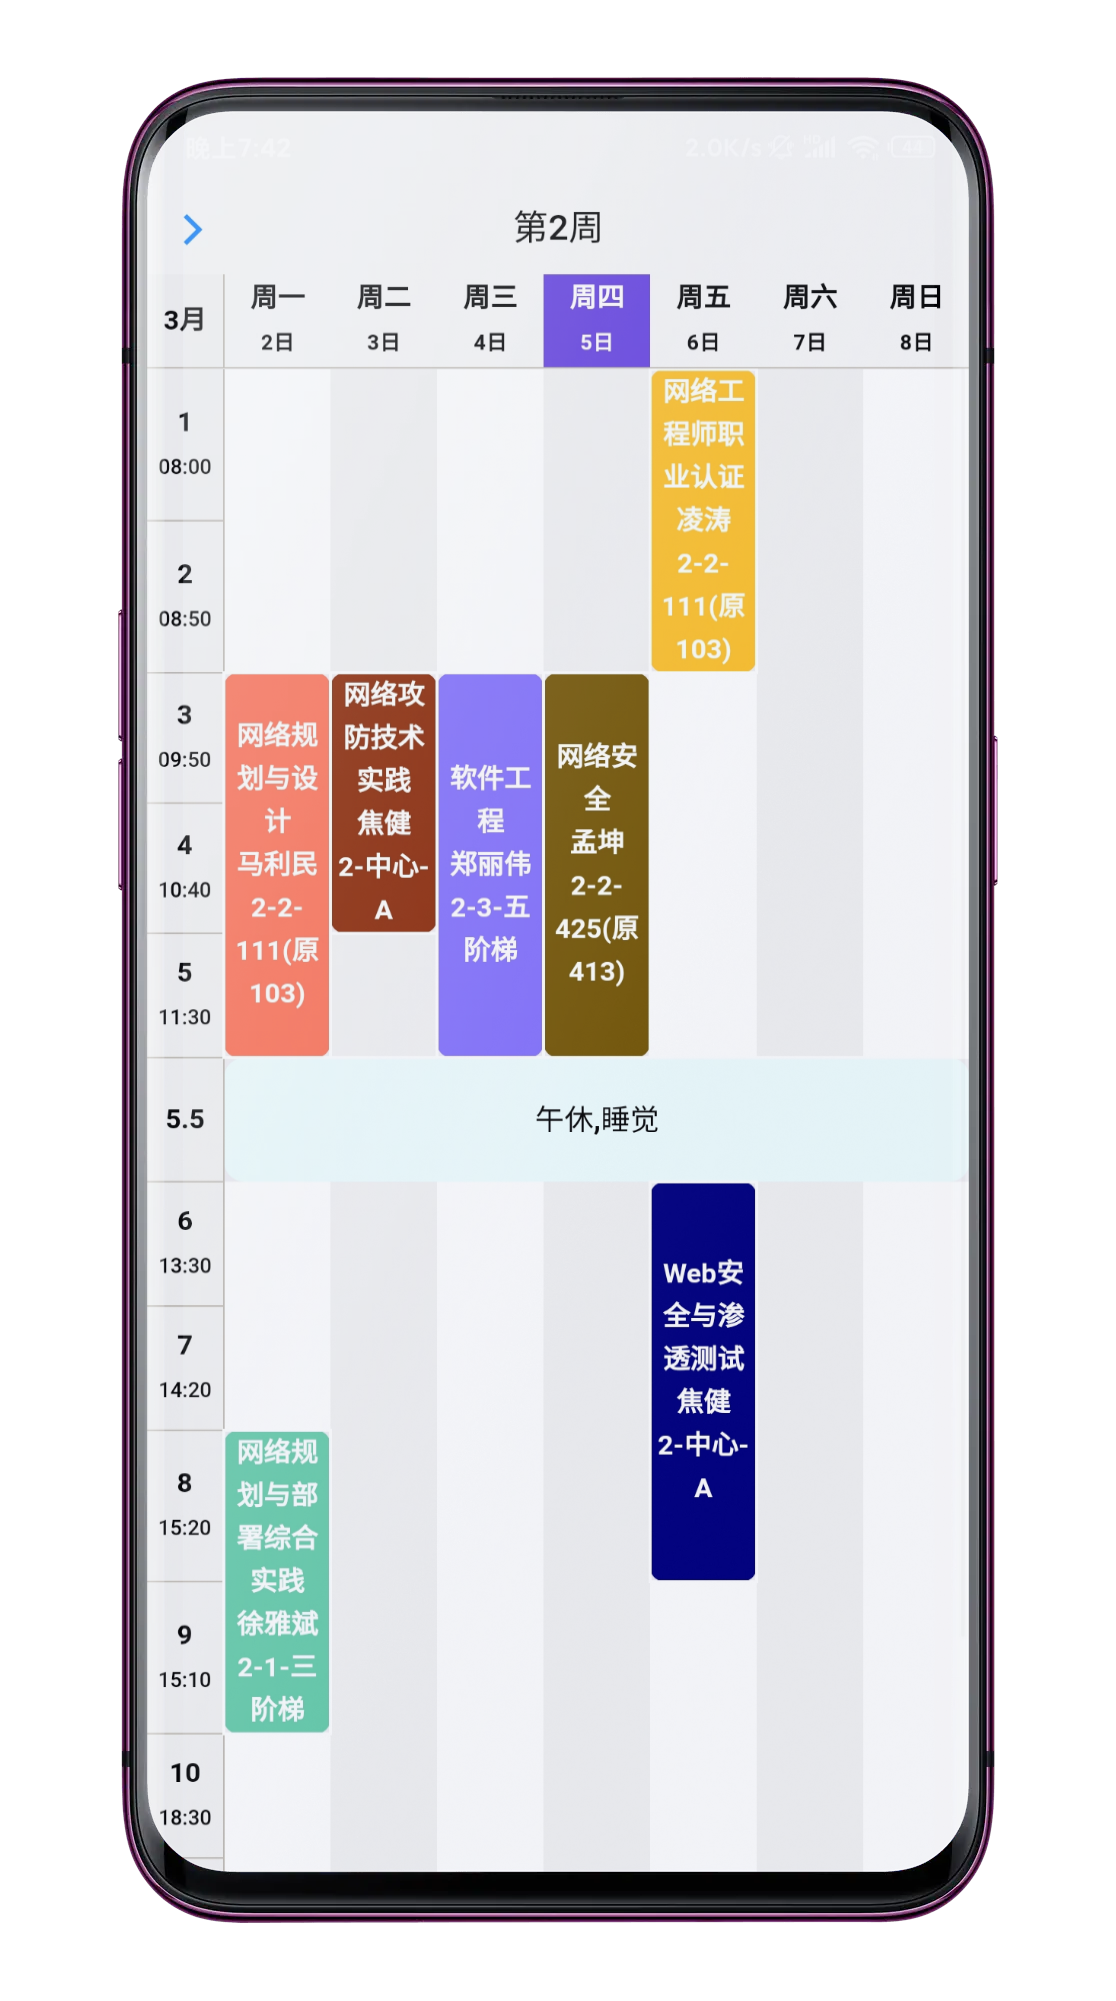 晚上7:42
2.0K/s
44
第2周
3月
周一
2日
周二
3日
周三
4日
周四
5日
周五
6日
周六
7日
周日
8日
1
08:00
2
08:50
3
09:50
4
10:40
5
11:30
5.5
6
13:30
7
14:20
8
15:20
9
15:10
10
18:30
网络规
划与设
计
马利民
2-2-
111(原
103)
网络规
划与部
署综合
实践
徐雅斌
2-1-三
阶梯
网络攻
防技术
实践
焦健
2-中心-
A
软件工
程
郑丽伟
2-3-五
阶梯
网络安
全
孟坤
2-2-
425(原
413)
网络工
程师职
业认证
凌涛
2-2-
111(原
103)
午休,睡觉
Web安
全与渗
透测试
焦健
2-中心-
A